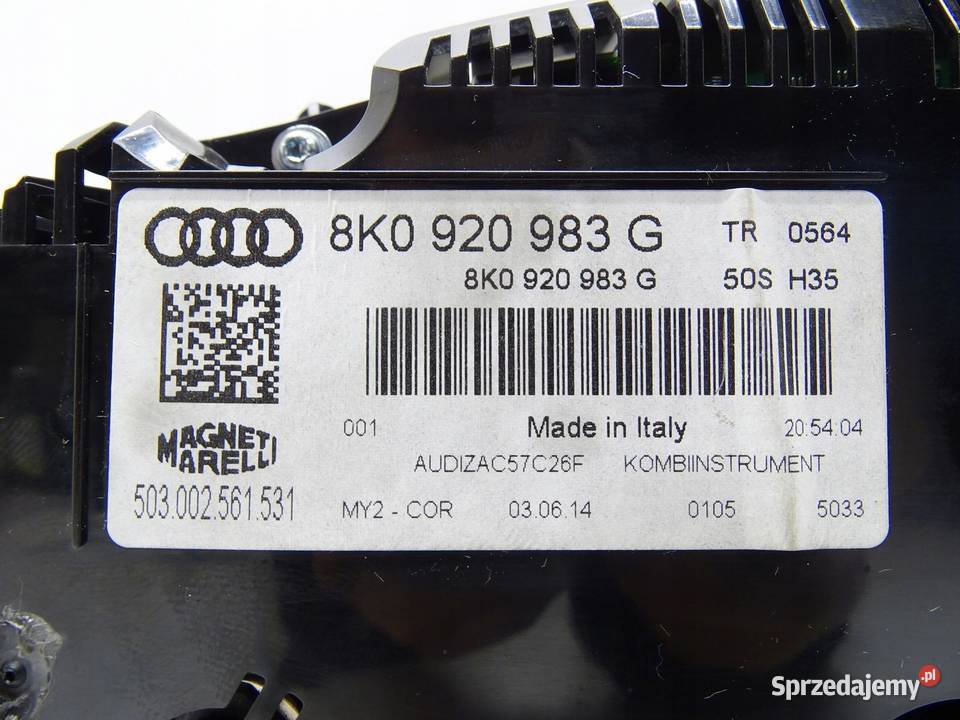 8K0 920 983 G TR 0564
8K0 920 983 G 50S H35
001 Made in Italy 20:54:04
MAGNETI
MARELLI
AUDIZAC57C26F KOMBIINSTRUMENT
503.002.561.531
MY2 - COR 03.06.14 0105 5033
Sprzedajemy.pl